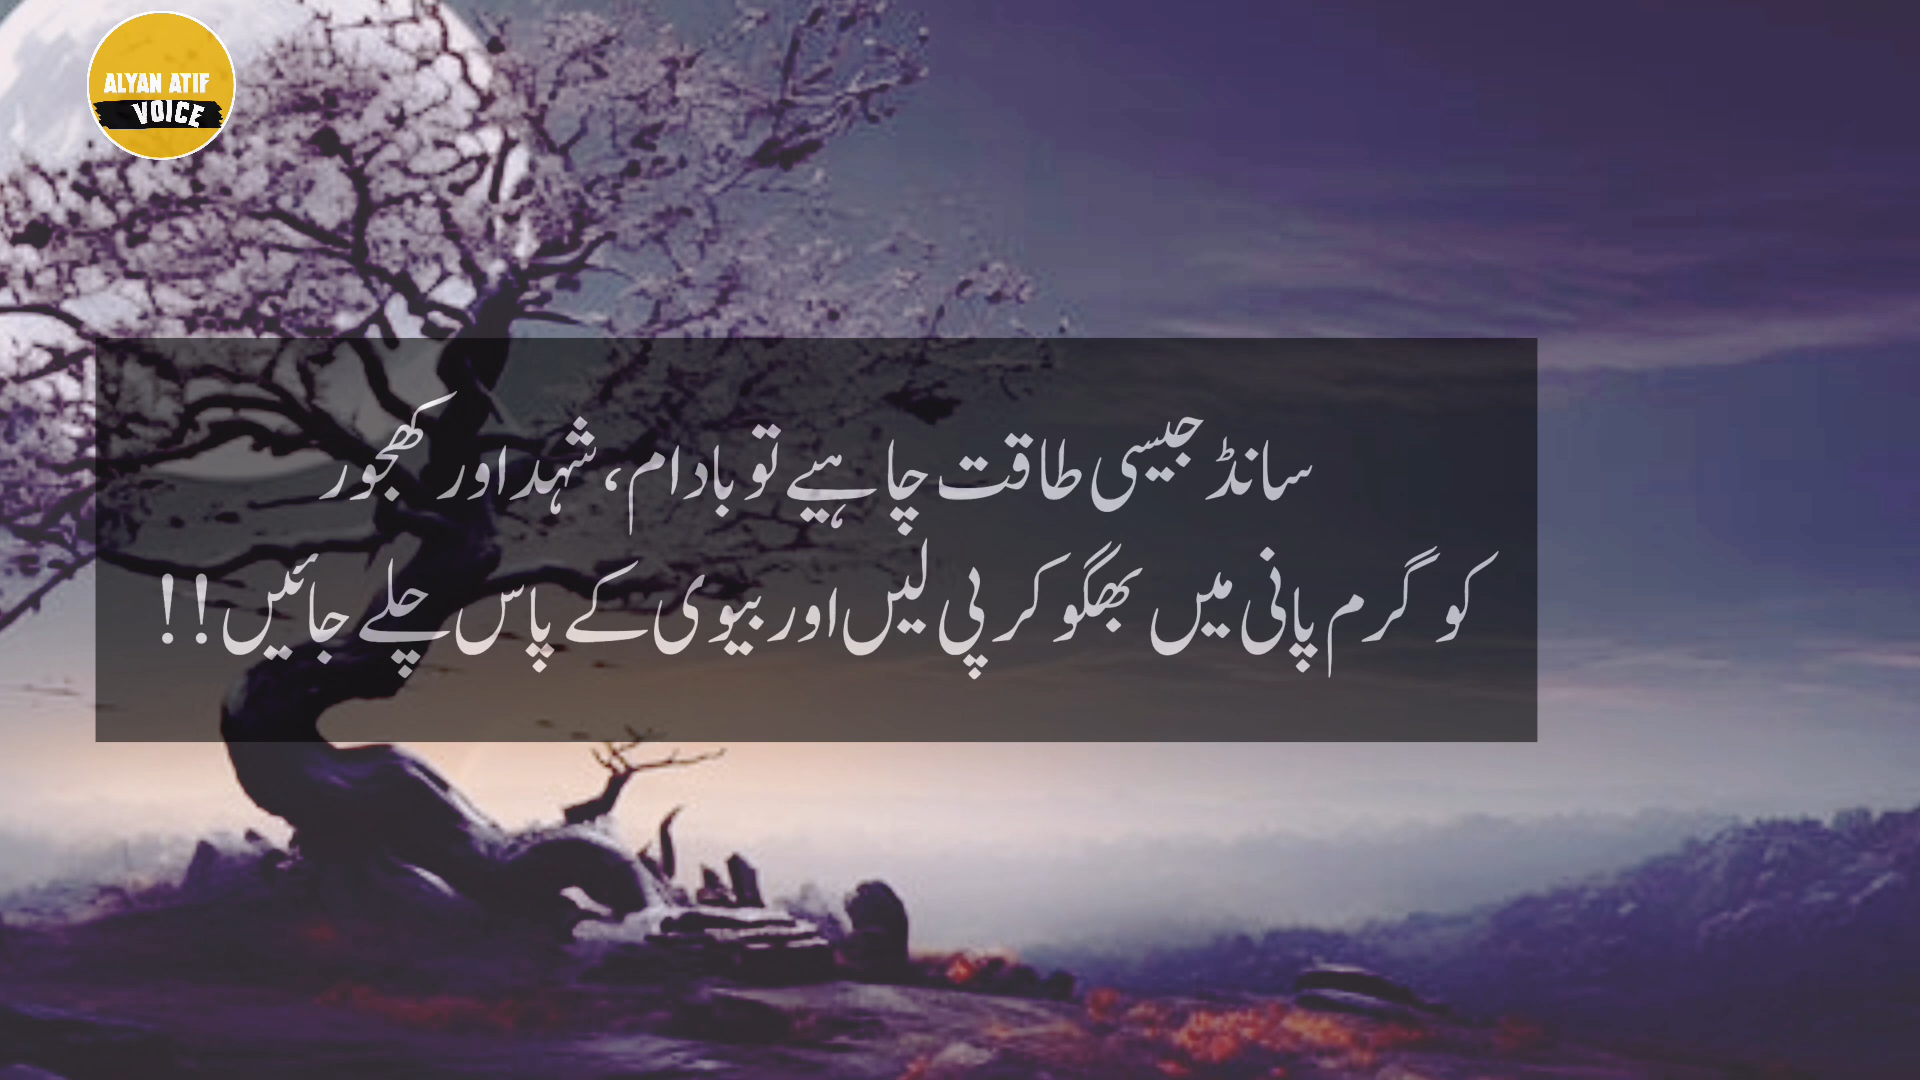 ALYAN ATIF
VOICE
سانڈ جیسی طاقت چاہیے تو بادام، شہد اور کھجور
کو گرم پانی میں بھگو کر پی لیں اور بیوی کے پاس چلے جائیں!!